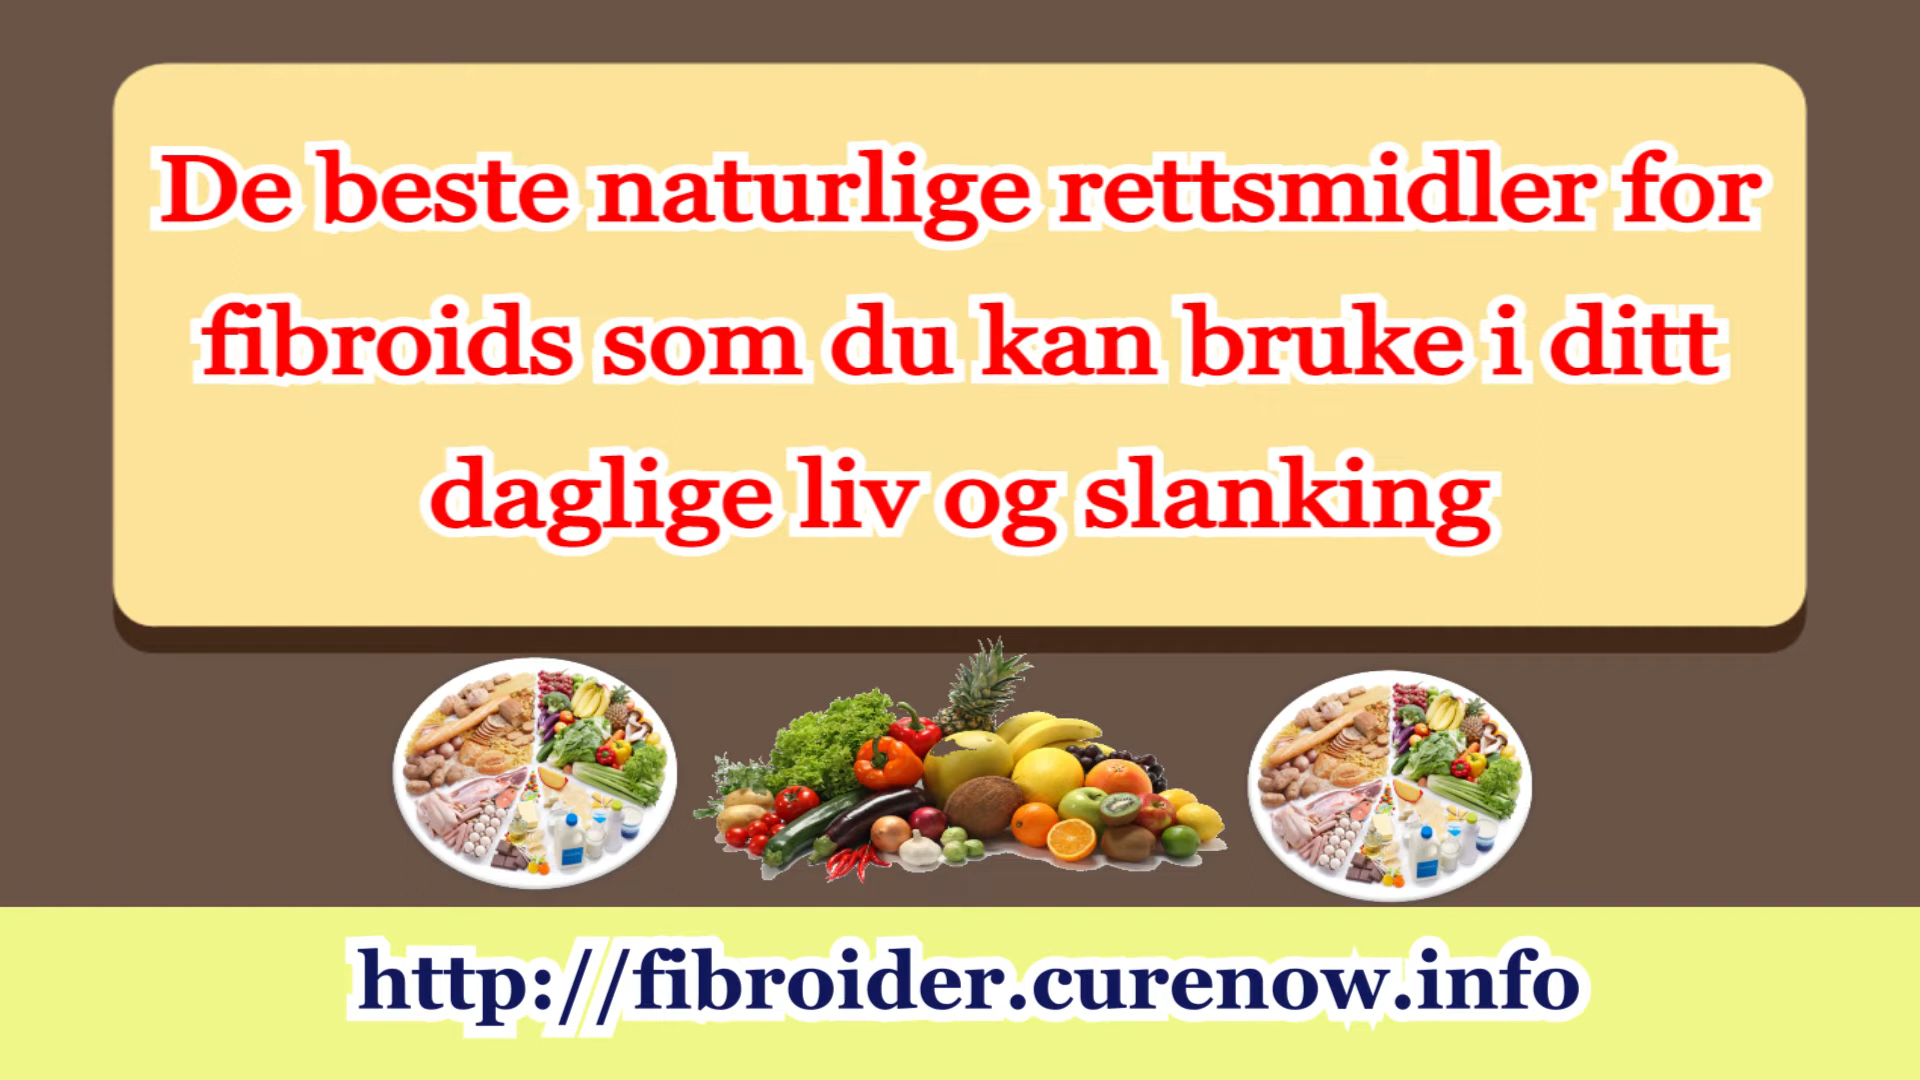 De beste naturlige rettsmidler for
fibroids som du kan bruke i ditt
daglige liv og slanking
http://fibroider.curenow.info